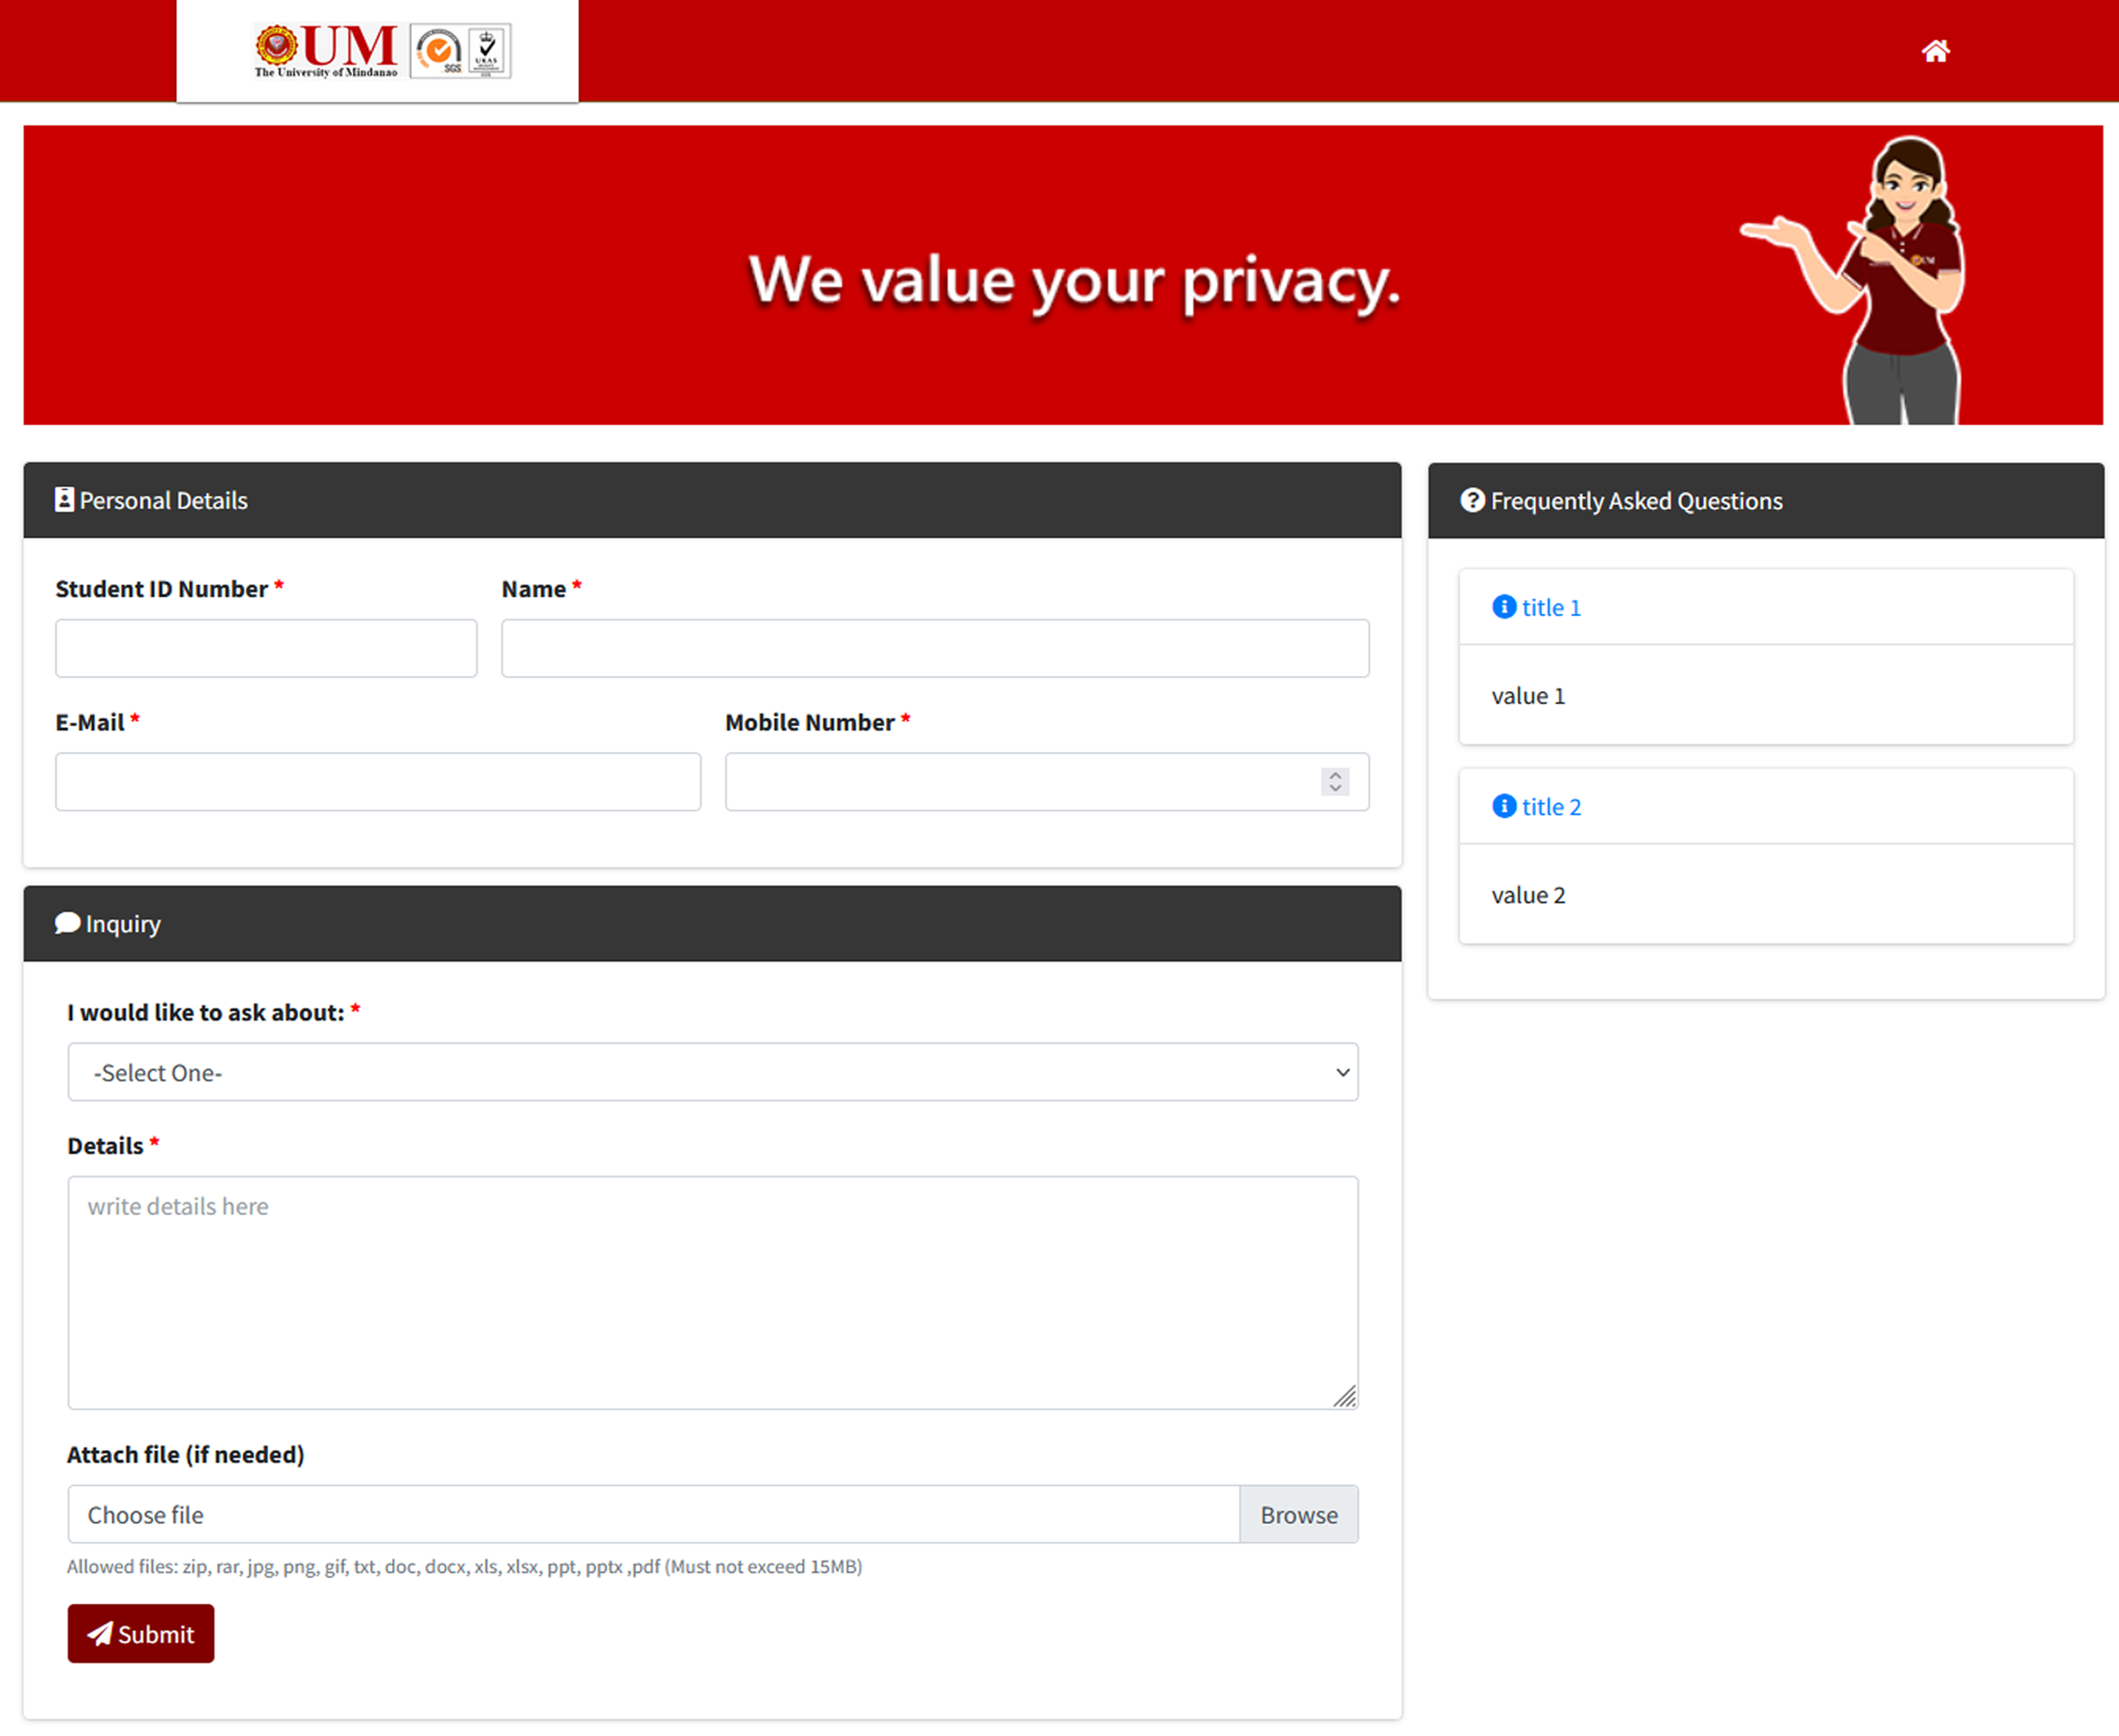 UM
The University of Mindanao
SGS
UKAS
We value your privacy.
Personal Details
Student ID Number *
Name *
E-Mail *
Mobile Number *
Inquiry
I would like to ask about: *
-Select One-
Details *
write details here
Attach file (if needed)
Choose file
Browse
Allowed files: zip, rar, jpg, png, gif, txt, doc, docx, xls, xlsx, ppt, pptx ,pdf (Must not exceed 15MB)
Submit
Frequently Asked Questions
title 1
value 1
title 2
value 2